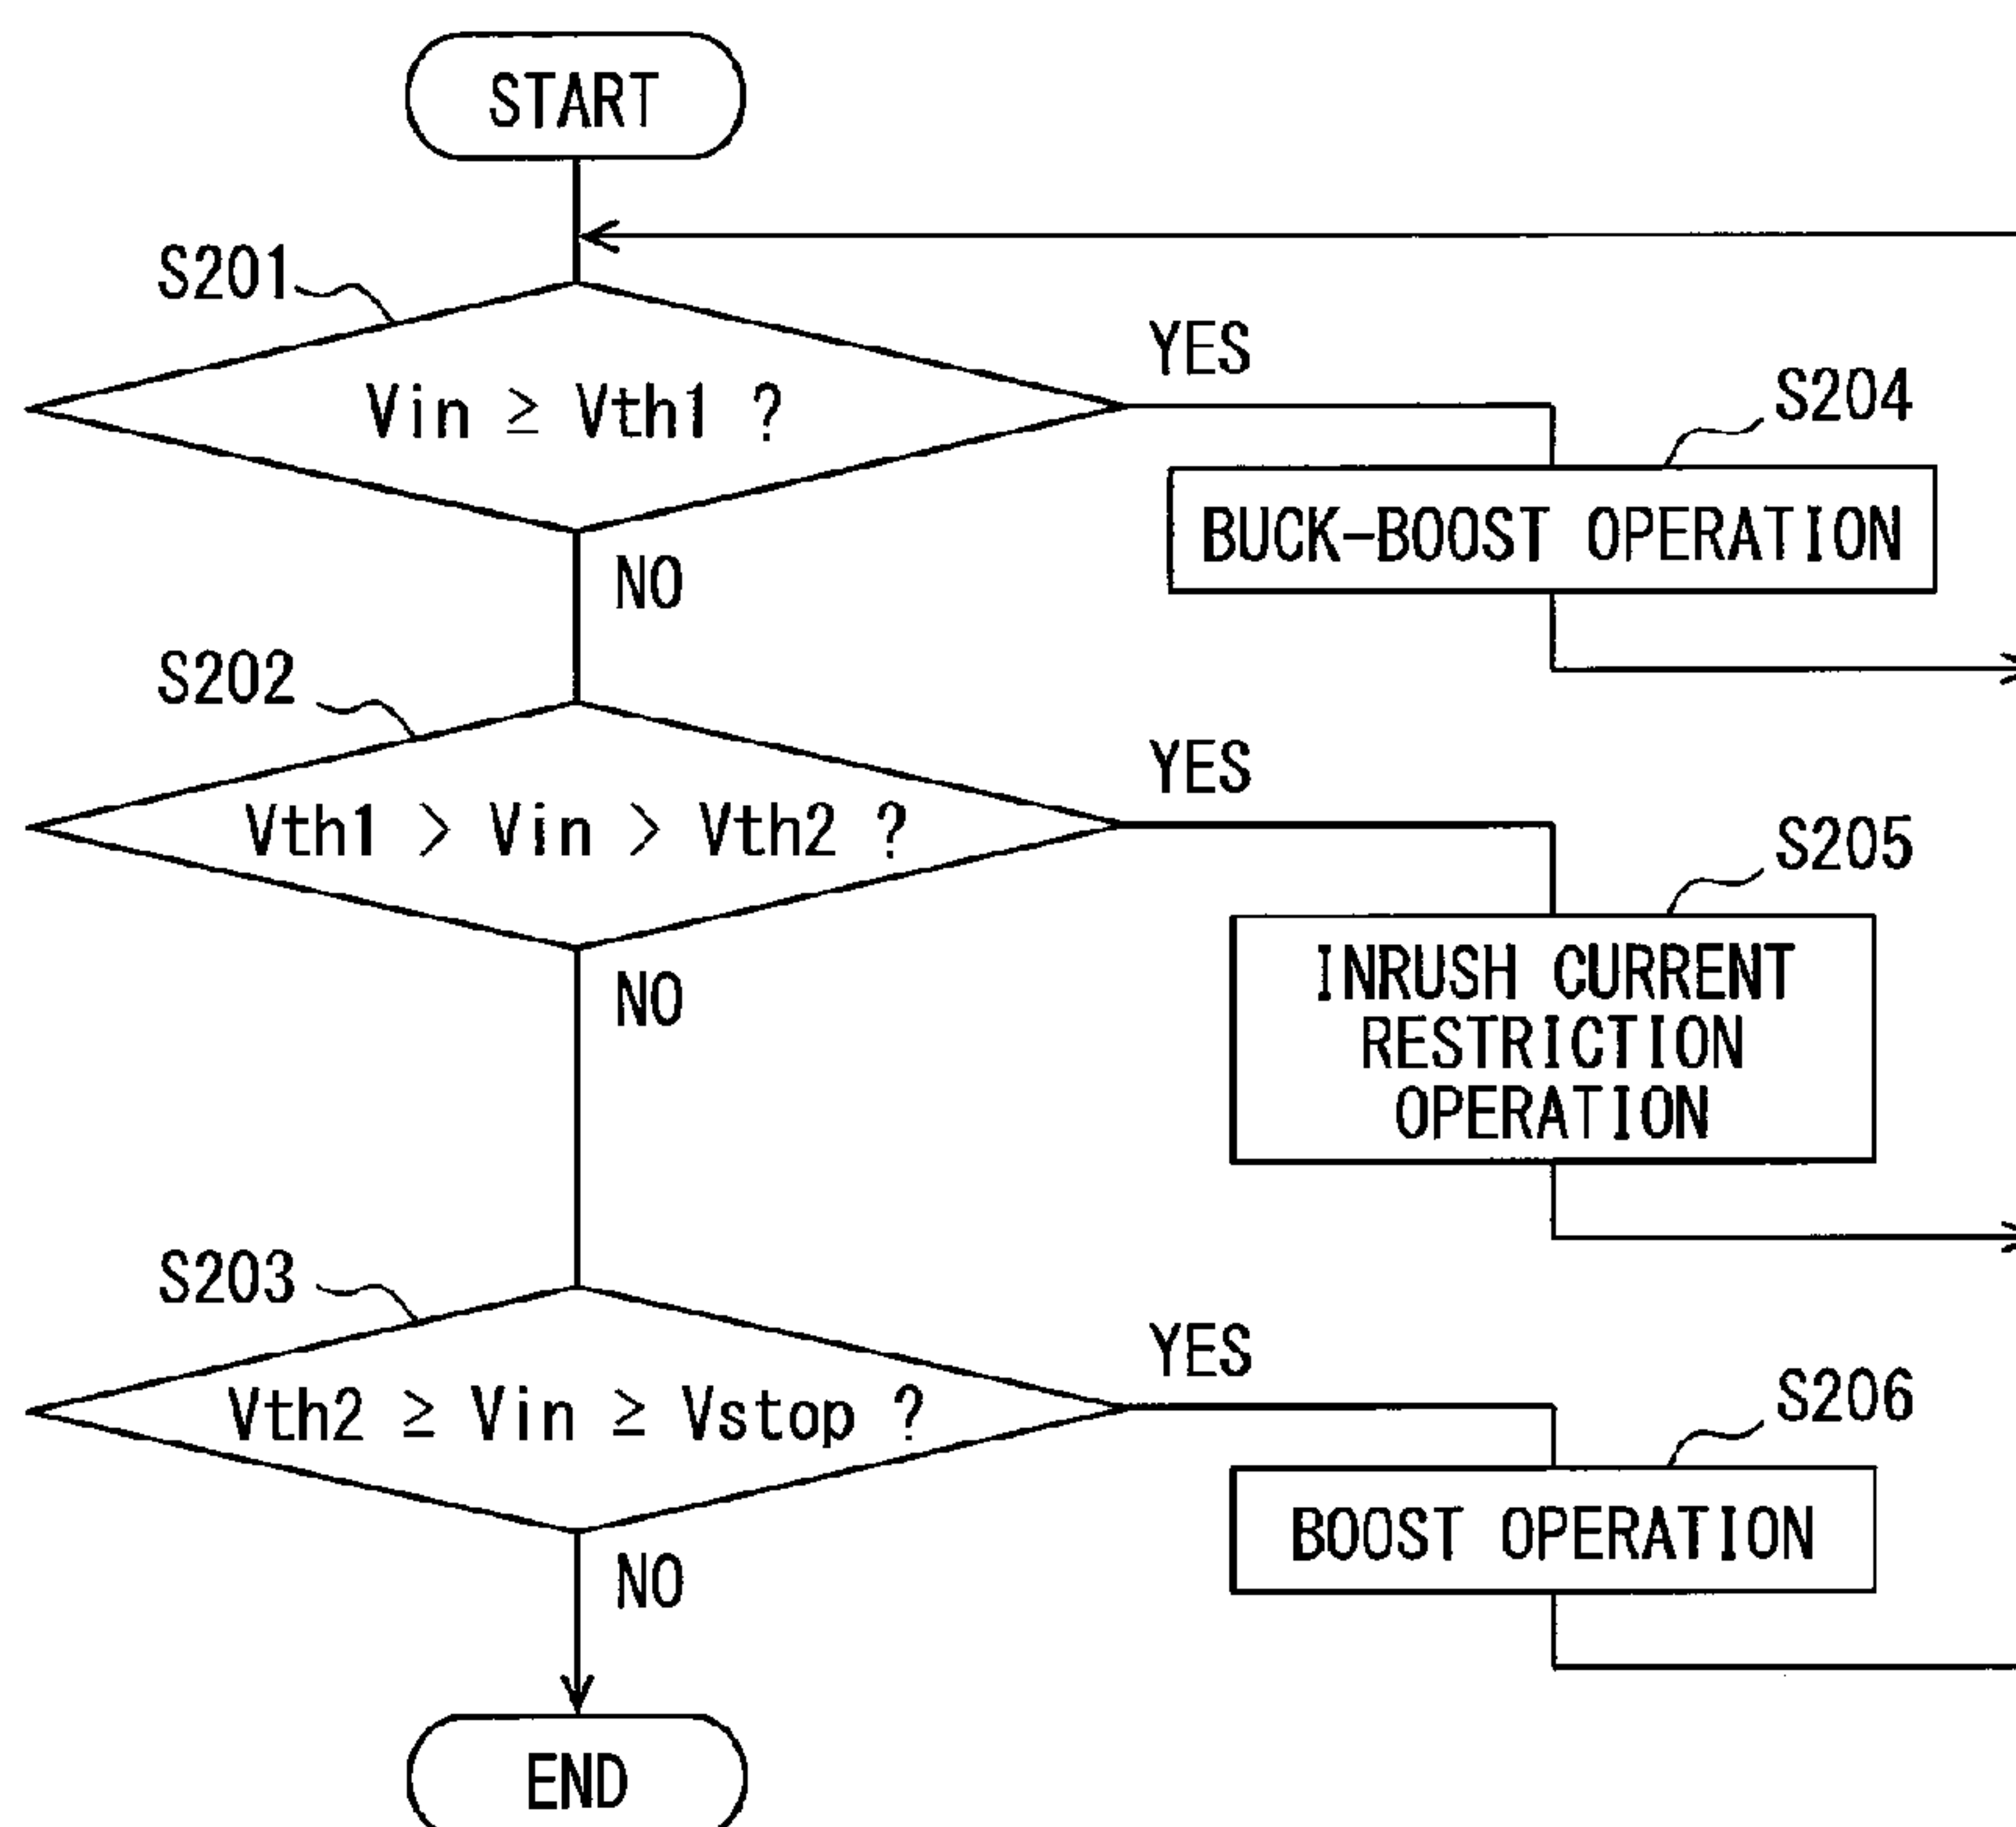 START
S201
Vin ≥ Vth1 ?
YES
S204
BUCK-BOOST OPERATION
NO
S202
Vth1 > Vin > Vth2 ?
YES
S205
INRUSH CURRENT
RESTRICTION
OPERATION
NO
S203
Vth2 ≥ Vin ≥ Vstop ?
YES
S206
BOOST OPERATION
NO
END